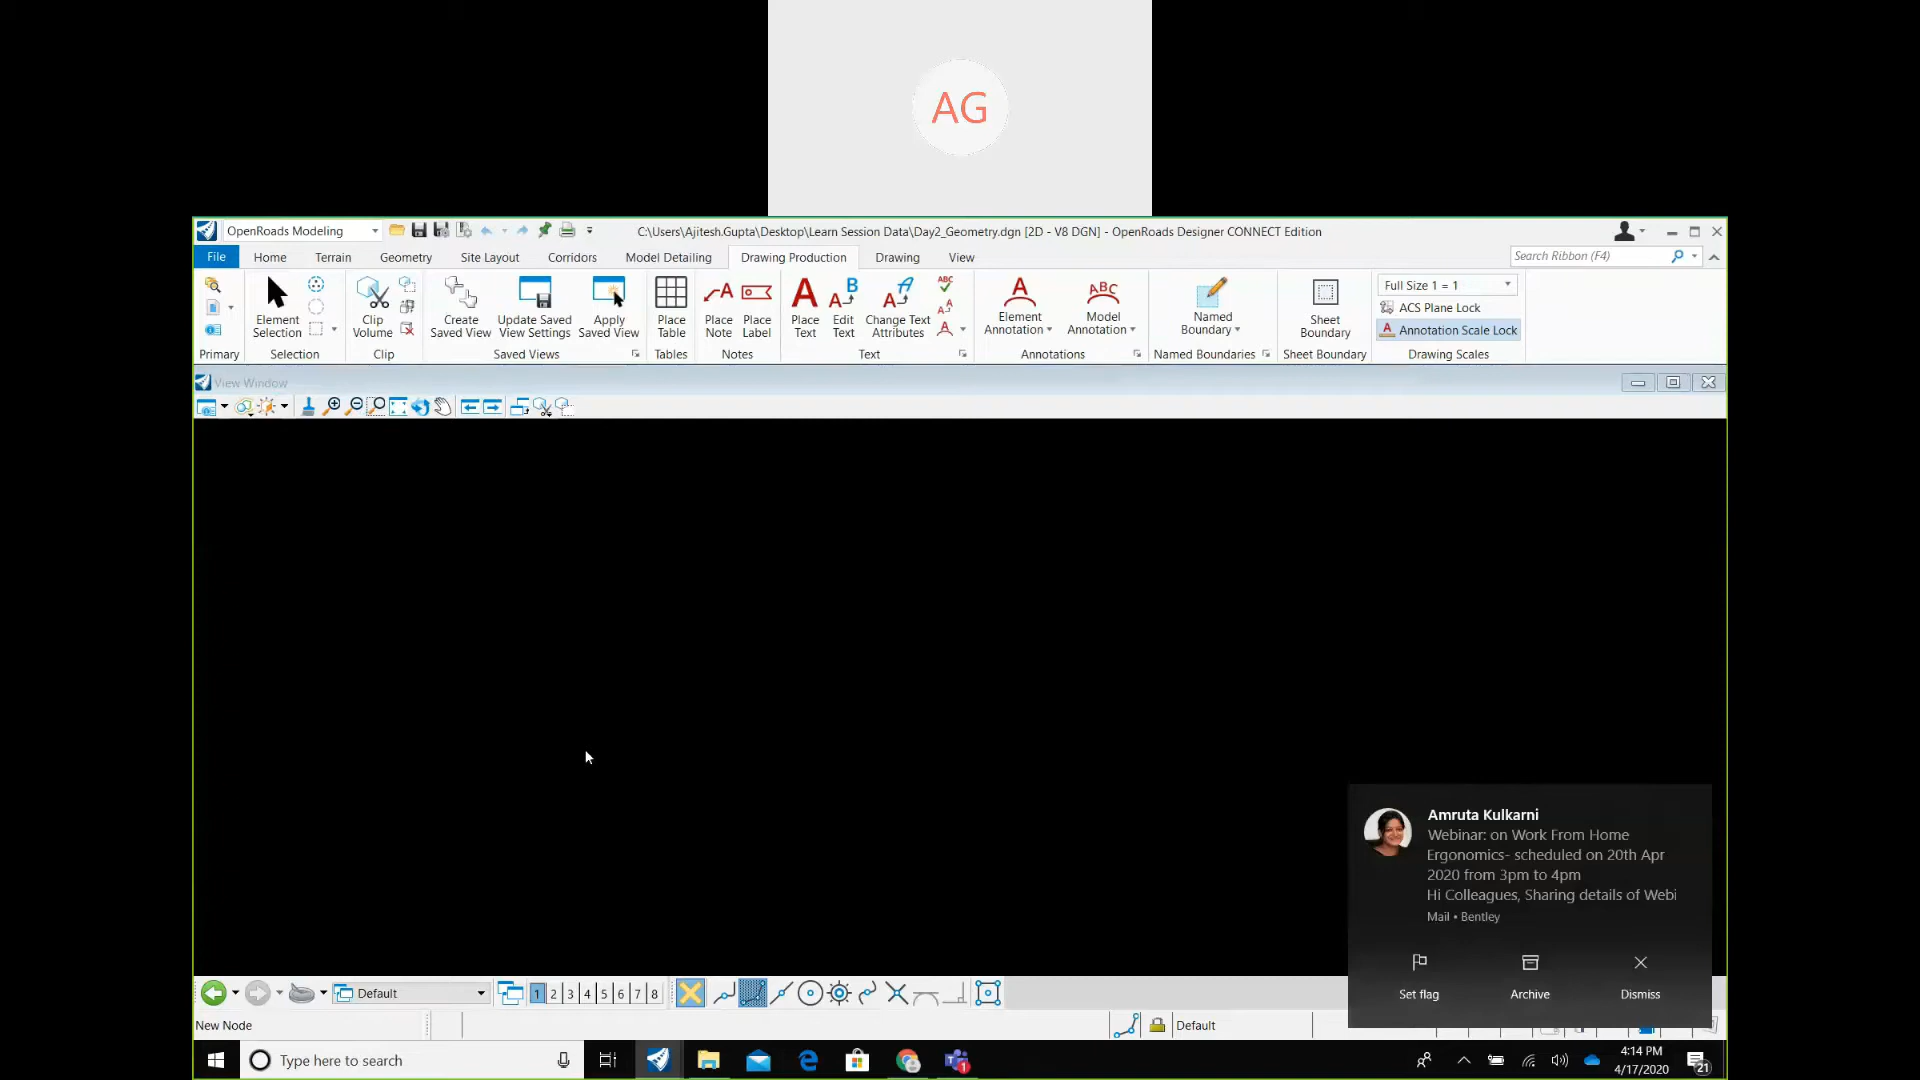 AG
OpenRoads Modeling
C:\Users\Ajitesh.Gupta\Desktop\Learn Session Data\Day2_Geometry.dgn [2D - V8 DGN] - OpenRoads Designer CONNECT Edition
File Home Terrain Geometry Site Layout Corridors Model Detailing Drawing Production Drawing View
Search Ribbon (F4)
Element Selection
Clip Volume
Create Saved View
Update Saved View Settings
Apply Saved View
Place Table
Place Note
Place Label
Place Text
Edit Text
Change Text Attributes
Element Annotation
Model Annotation
Named Boundary
Sheet Boundary
Full Size 1 = 1
ACS Plane Lock
Annotation Scale Lock
Primary Selection Clip Saved Views Tables Notes Text Annotations Named Boundaries Sheet Boundary Drawing Scales
View Window
Amruta Kulkarni
Webinar: on Work From Home
Ergonomics- scheduled on 20th Apr
2020 from 3pm to 4pm
Hi Colleagues, Sharing details of Webi
Mail • Bentley
Set flag Archive Dismiss
Default 1 2 3 4 5 6 7 8
New Node
Default
Type here to search
1
4:14 PM
4/17/2020
21